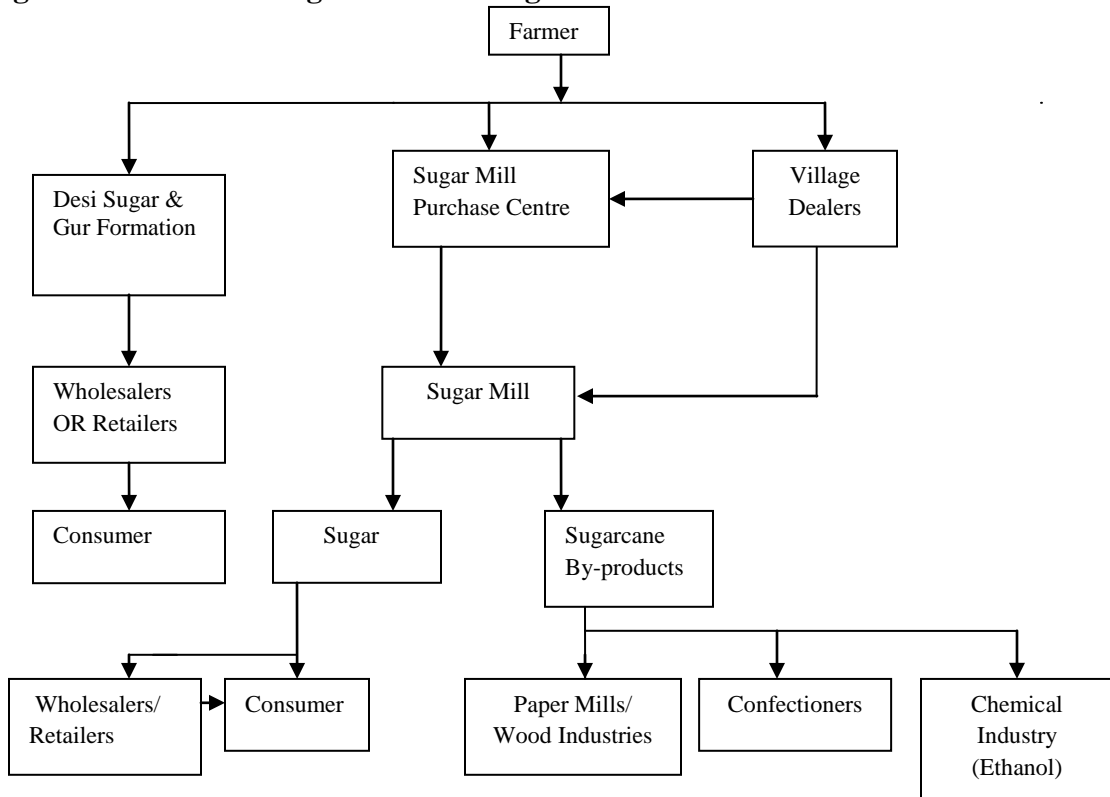 Farmer
Desi Sugar &
Gur Formation
Sugar Mill
Purchase Centre
Village
Dealers
Wholesalers
OR Retailers
Sugar Mill
Consumer
Sugar
Sugarcane
By-products
Wholesalers/
Retailers
Consumer
Paper Mills/
Wood Industries
Confectioners
Chemical
Industry
(Ethanol)